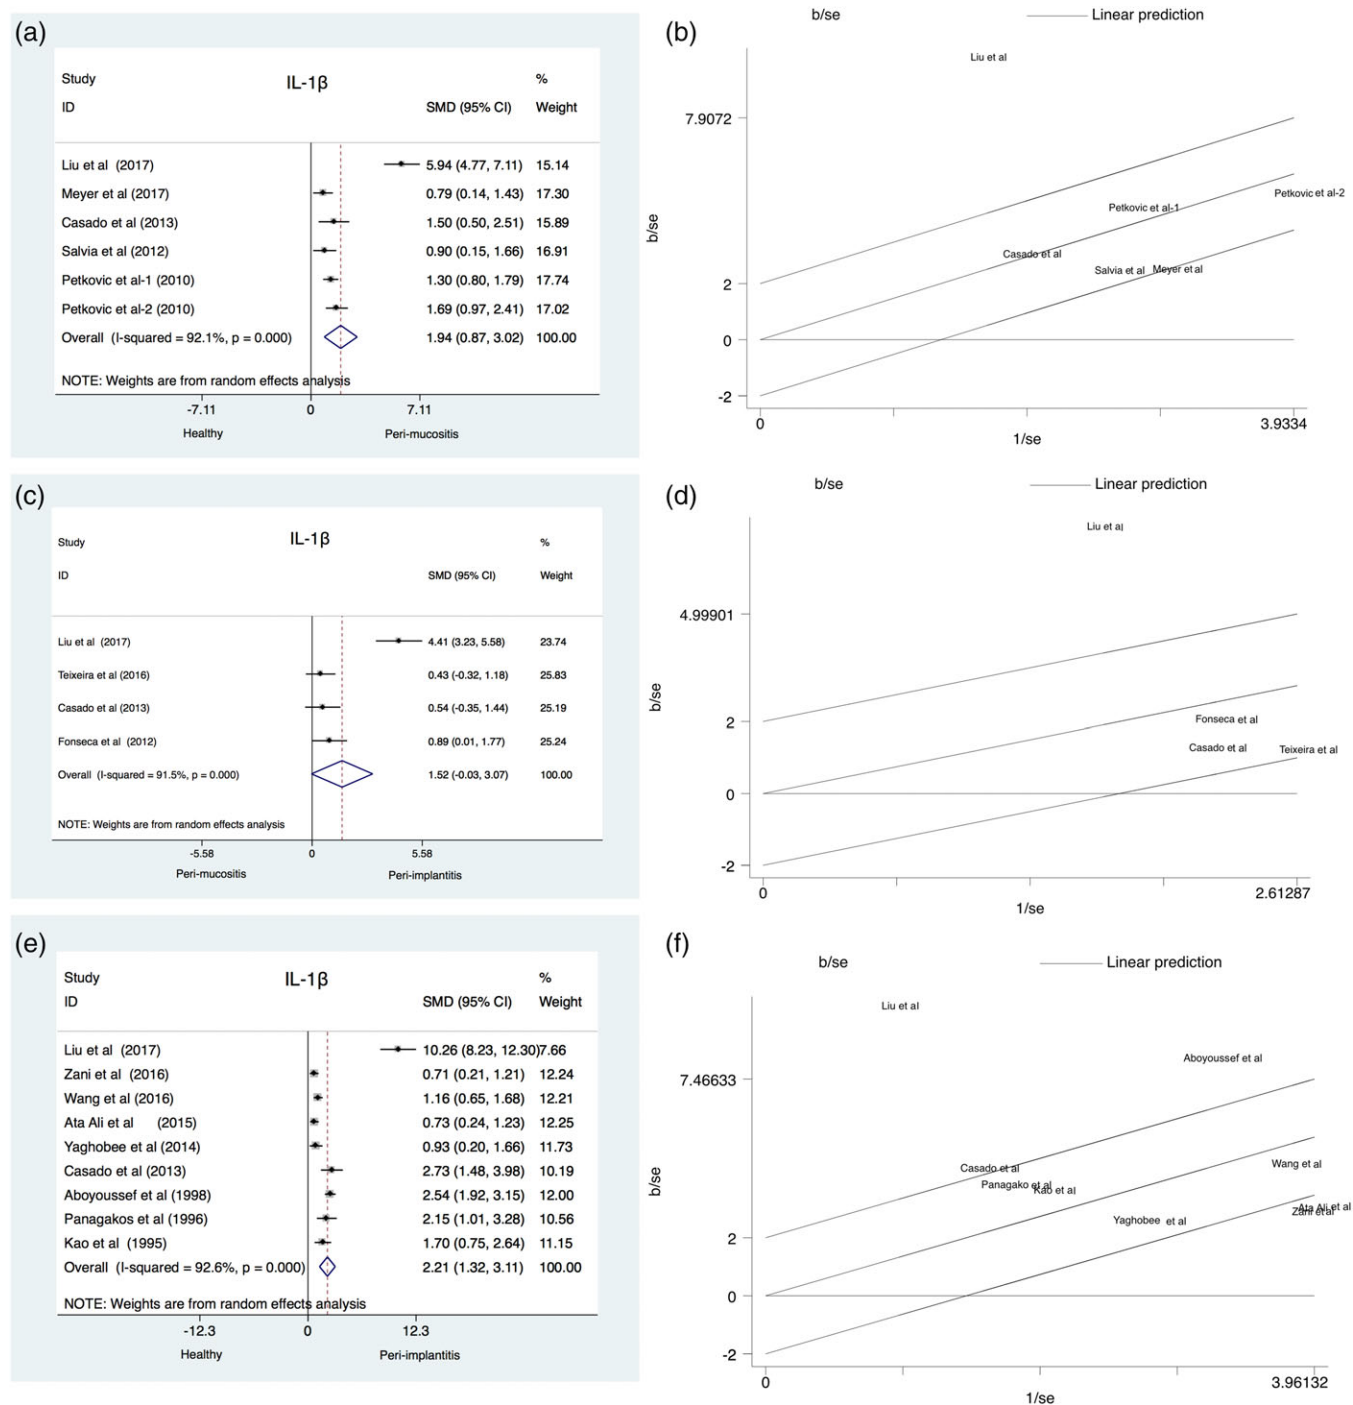 (a)
IL-1β
Study %
ID SMD (95% CI) Weight
Liu et al (2017) 5.94 (4.77, 7.11) 15.14
Meyer et al (2017) 0.79 (0.14, 1.43) 17.30
Casado et al (2013) 1.50 (0.50, 2.51) 15.89
Salvia et al (2012) 0.90 (0.15, 1.66) 16.91
Petkovic et al-1 (2010) 1.30 (0.80, 1.79) 17.74
Petkovic et al-2 (2010) 1.69 (0.97, 2.41) 17.02
Overall (I-squared = 92.1%, p = 0.000) 1.94 (0.87, 3.02) 100.00
NOTE: Weights are from random effects analysis
-7.11 0 7.11
Healthy Peri-mucositis
(b)
b/se Linear prediction
Liu et al
7.9072
Petkovic et al-2
Petkovic et al-1
b/se
Casado et al
Salvia et al Meyer et al
2
0
-2
0 3.9334
1/se
(c)
IL-1β
Study %
ID SMD (95% CI) Weight
Liu et al (2017) 4.41 (3.23, 5.58) 23.74
Teixeira et al (2016) 0.43 (-0.32, 1.18) 25.83
Casado et al (2013) 0.54 (-0.35, 1.44) 25.19
Fonseca et al (2012) 0.89 (0.01, 1.77) 25.24
Overall (I-squared = 91.5%, p = 0.000) 1.52 (-0.03, 3.07) 100.00
NOTE: Weights are from random effects analysis
-5.58 0 5.58
Peri-mucositis Peri-implantitis
(d)
b/se Linear prediction
Liu et al
4.99901
b/se
2
Fonseca et al
Casado et al Teixeira et al
0
-2
0 2.61287
1/se
(e)
IL-1β
Study %
ID SMD (95% CI) Weight
Liu et al (2017) 10.26 (8.23, 12.30)7.66
Zani et al (2016) 0.71 (0.21, 1.21) 12.24
Wang et al (2016) 1.16 (0.65, 1.68) 12.21
Ata Ali et al (2015) 0.73 (0.24, 1.23) 12.25
Yaghobee et al (2014) 0.93 (0.20, 1.66) 11.73
Casado et al (2013) 2.73 (1.48, 3.98) 10.19
Aboyoussef et al (1998) 2.54 (1.92, 3.15) 12.00
Panagakos et al (1996) 2.15 (1.01, 3.28) 10.56
Kao et al (1995) 1.70 (0.75, 2.64) 11.15
Overall (I-squared = 92.6%, p = 0.000) 2.21 (1.32, 3.11) 100.00
NOTE: Weights are from random effects analysis
-12.3 0 12.3
Healthy Peri-implantitis
(f)
b/se Linear prediction
Liu et al
Aboyoussef et al
7.46633
Casado et al Wang et al
Panagako et al
Kao et al
b/se
Ata Ali et al
Zani et al
Yaghobee et al
2
0
-2
0 3.96132
1/se